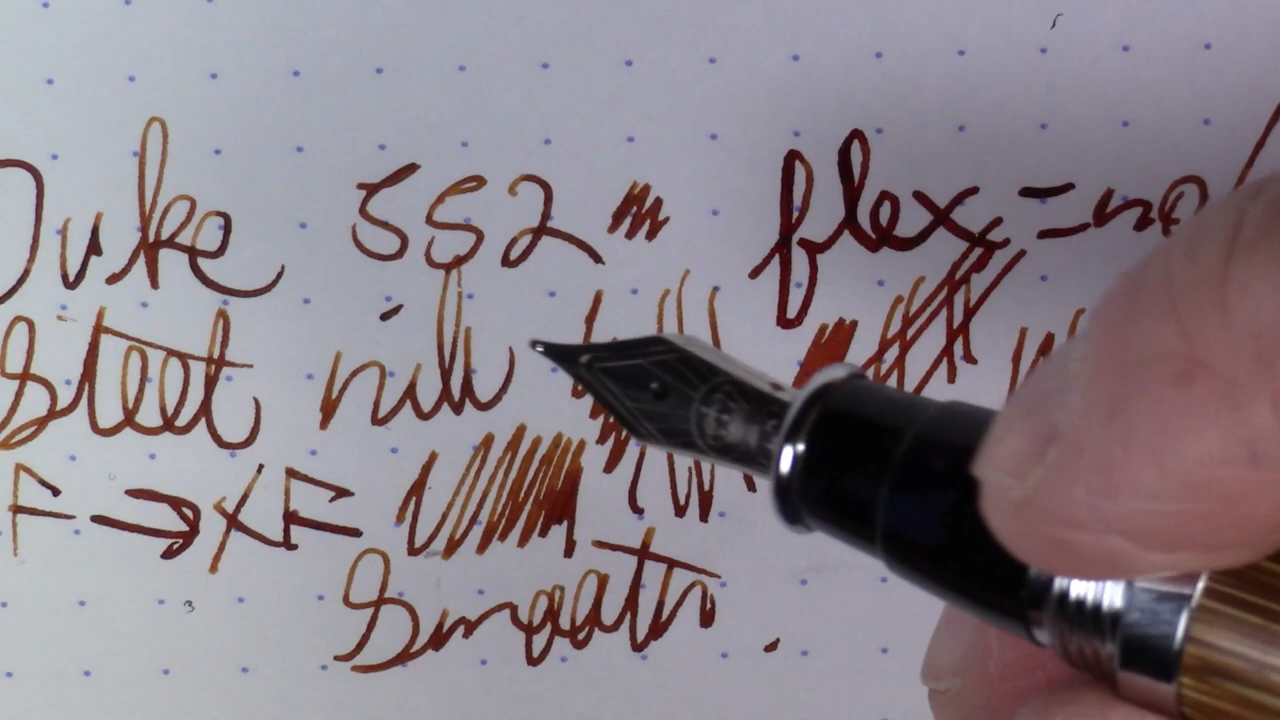 Duke 552 m flex = no
Steel nib
F → XF
Smooth.